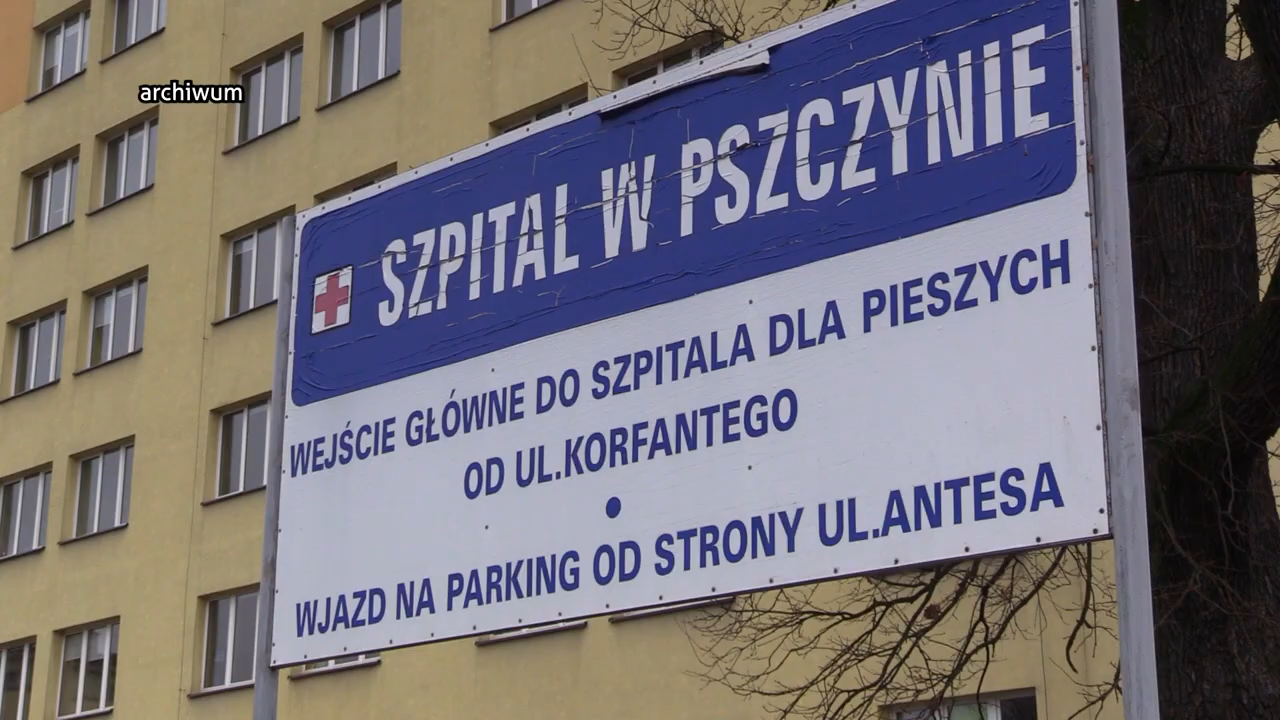 archiwum
SZPITAL W PSZCZYNIE
WEJŚCIE GŁÓWNE DO SZPITALA DLA PIESZYCH
OD UL.KORFANTEGO
WJAZD NA PARKING OD STRONY UL.ANTESA